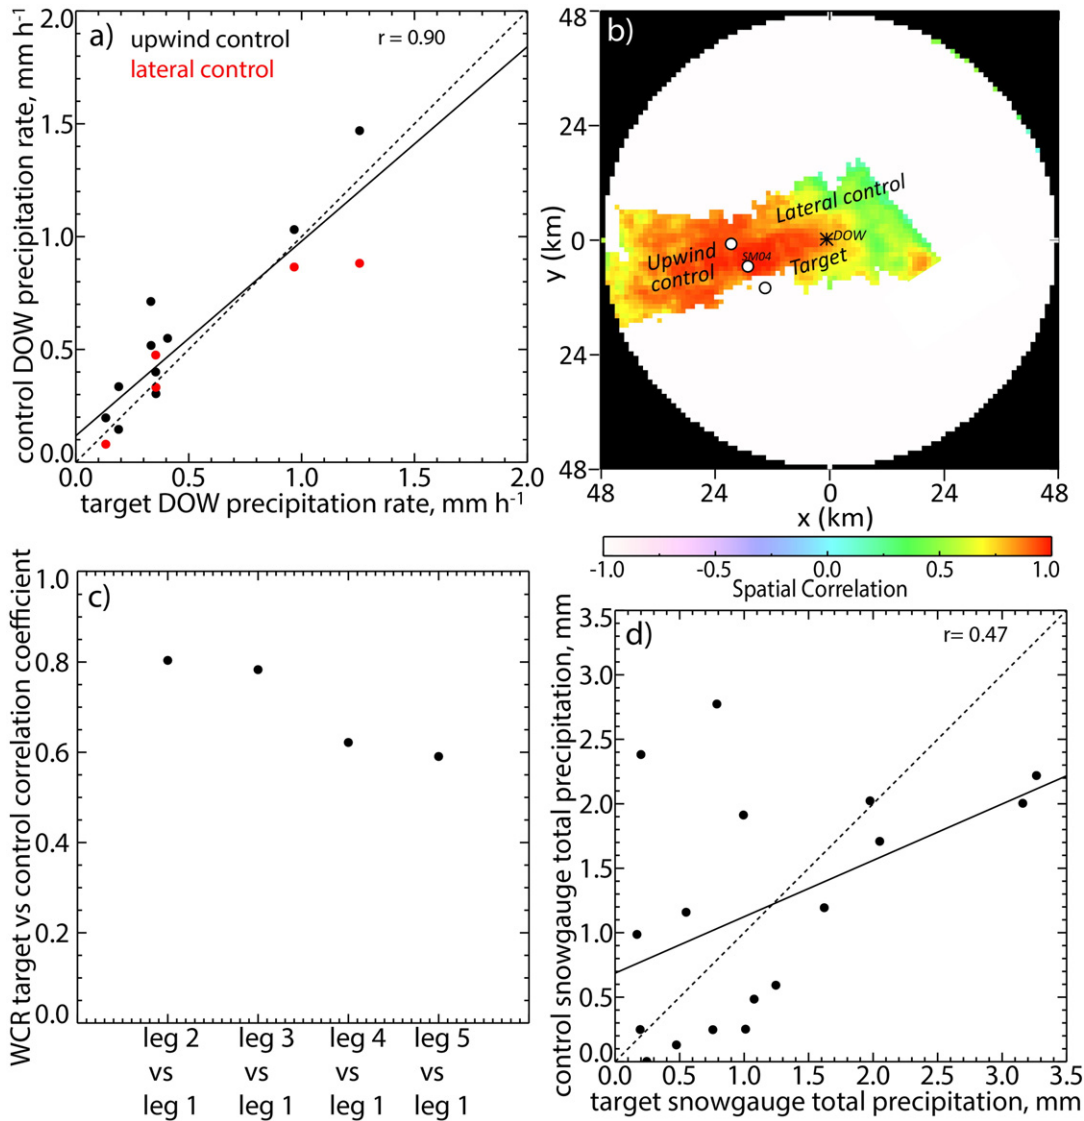 a)
upwind control
lateral control
r = 0.90
control DOW precipitation rate, mm h⁻¹
2.0
1.5
1.0
0.5
0.0
0.0 0.5 1.0 1.5 2.0
target DOW precipitation rate, mm h⁻¹
b)
48
24
0
24
48
y (km)
Lateral control
DOW
Upwind
control
SM04
Target
48 24 0 24 48
x (km)
-1.0 -0.5 0.0 0.5 1.0
Spatial Correlation
c)
WCR target vs control correlation coefficient
1.0
0.8
0.6
0.4
0.2
0.0
leg 2 leg 3 leg 4 leg 5
vs vs vs vs
leg 1 leg 1 leg 1 leg 1
d)
r= 0.47
control snowgauge total precipitation, mm
3.5
3.0
2.5
2.0
1.5
1.0
0.5
0.0
0.0 0.5 1.0 1.5 2.0 2.5 3.0 3.5
target snowgauge total precipitation, mm